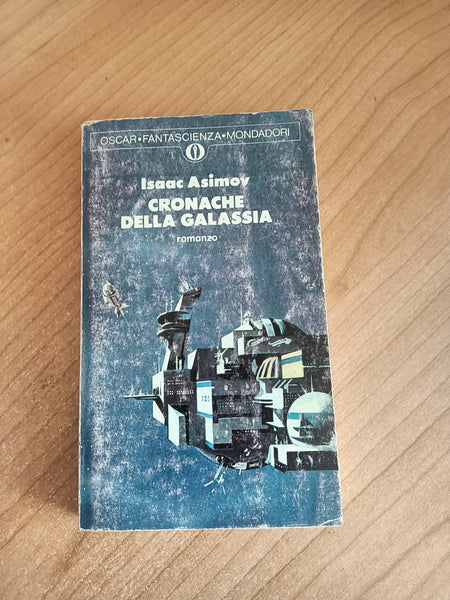 OSCAR•FANTASCIENZA•MONDADORI
Isaac Asimov
CRONACHE
DELLA GALASSIA
romanzo